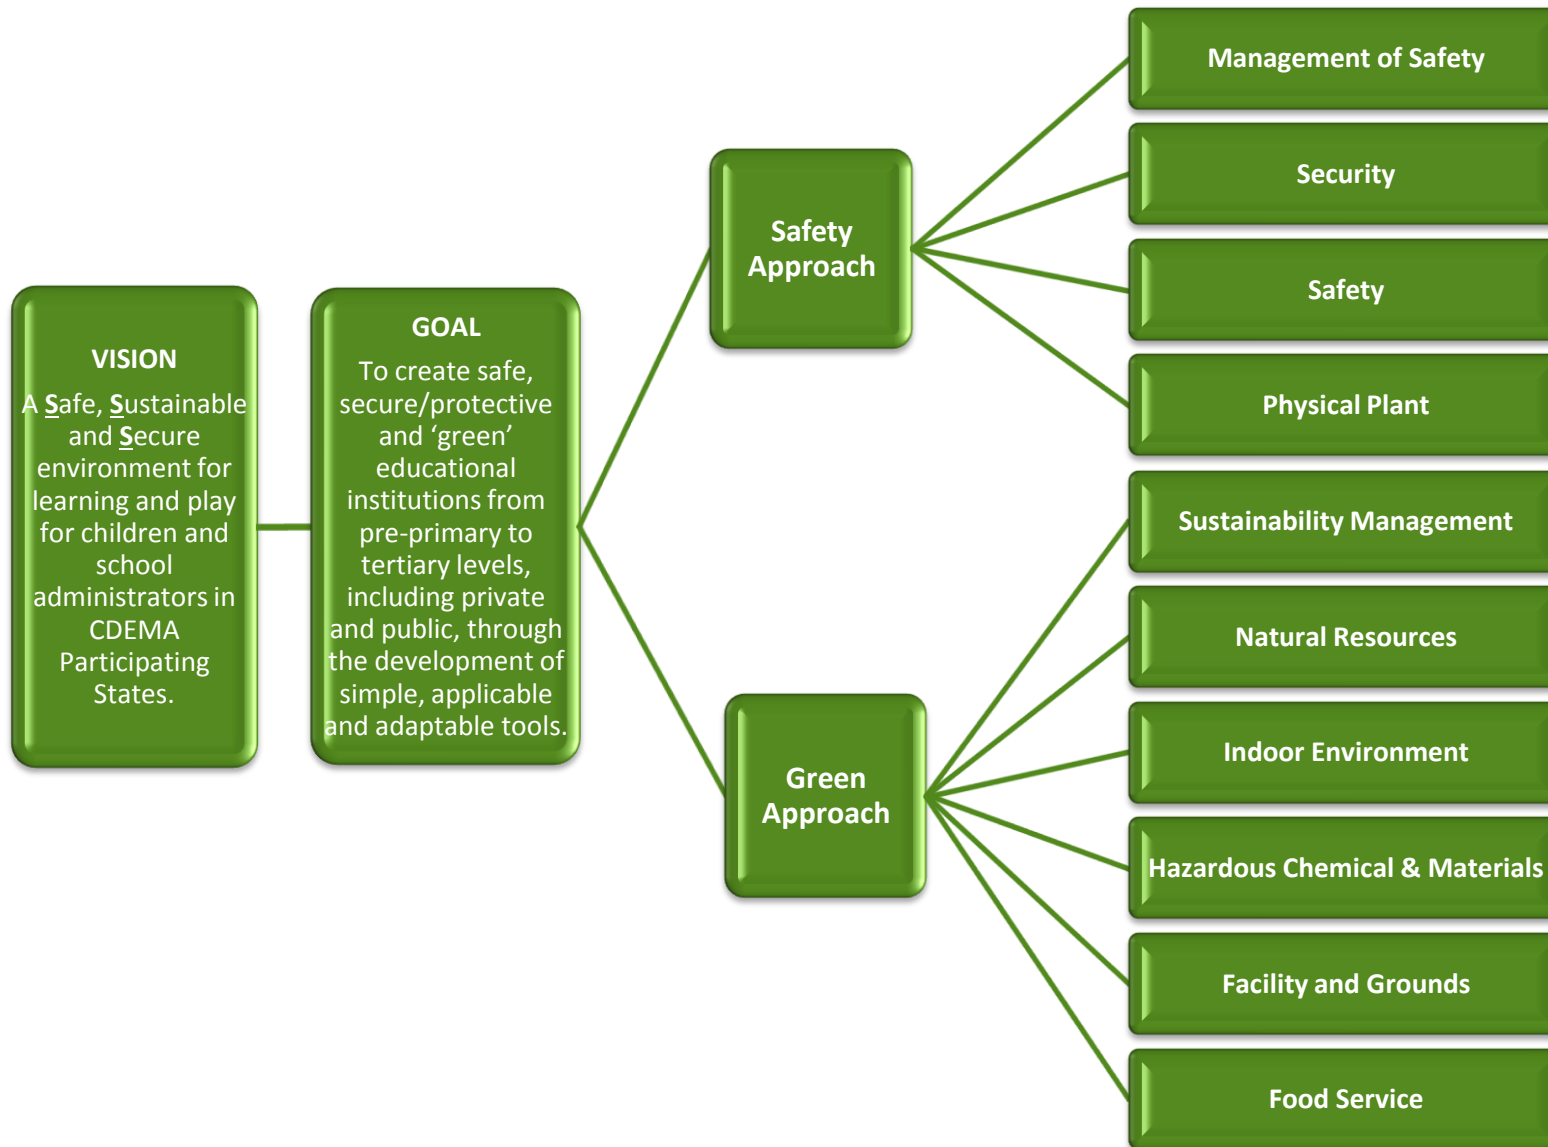 VISION
A Safe, Sustainable
and Secure
environment for
learning and play
for children and
school
administrators in
CDEMA
Participating
States.
GOAL
To create safe,
secure/protective
and ‘green’
educational
institutions from
pre-primary to
tertiary levels,
including private
and public, through
the development of
simple, applicable
and adaptable tools.
Safety
Approach
Management of Safety
Security
Safety
Physical Plant
Green
Approach
Sustainability Management
Natural Resources
Indoor Environment
Hazardous Chemical & Materials
Facility and Grounds
Food Service